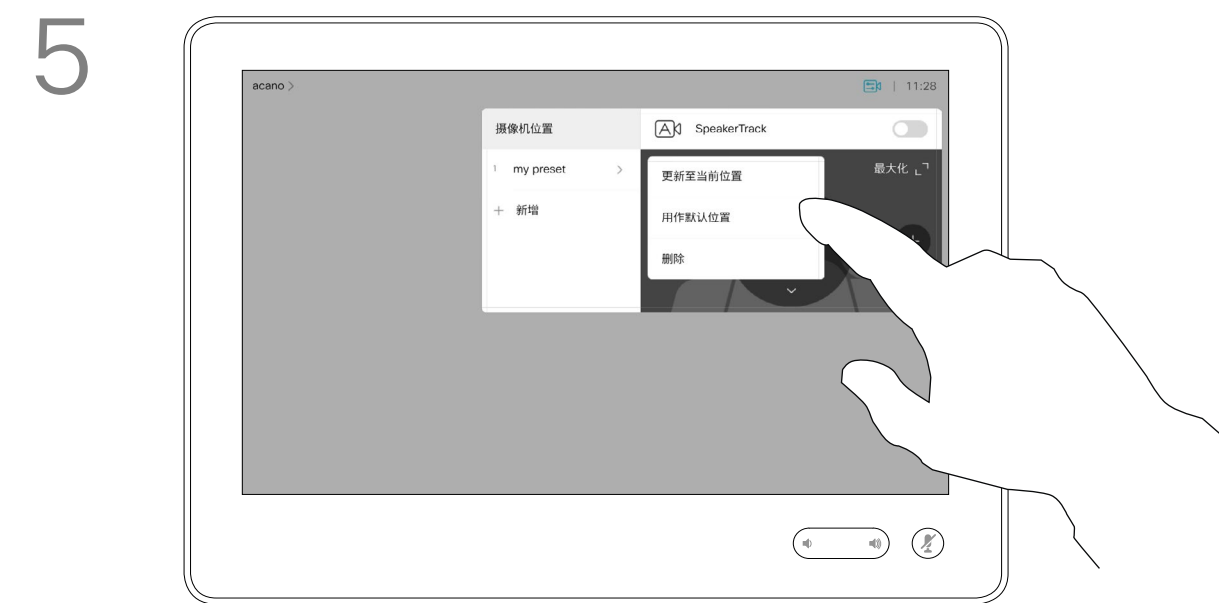 5
acano >
11:28
摄像机位置
SpeakerTrack
1 my preset >
更新至当前位置
最大化
+ 新增
用作默认位置
删除